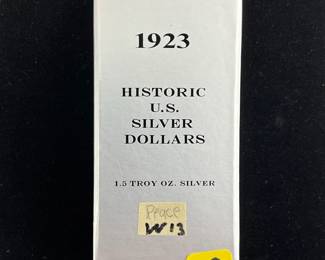 1923
HISTORIC
U.S.
SILVER
DOLLARS
1.5 TROY OZ. SILVER
Peace
W13